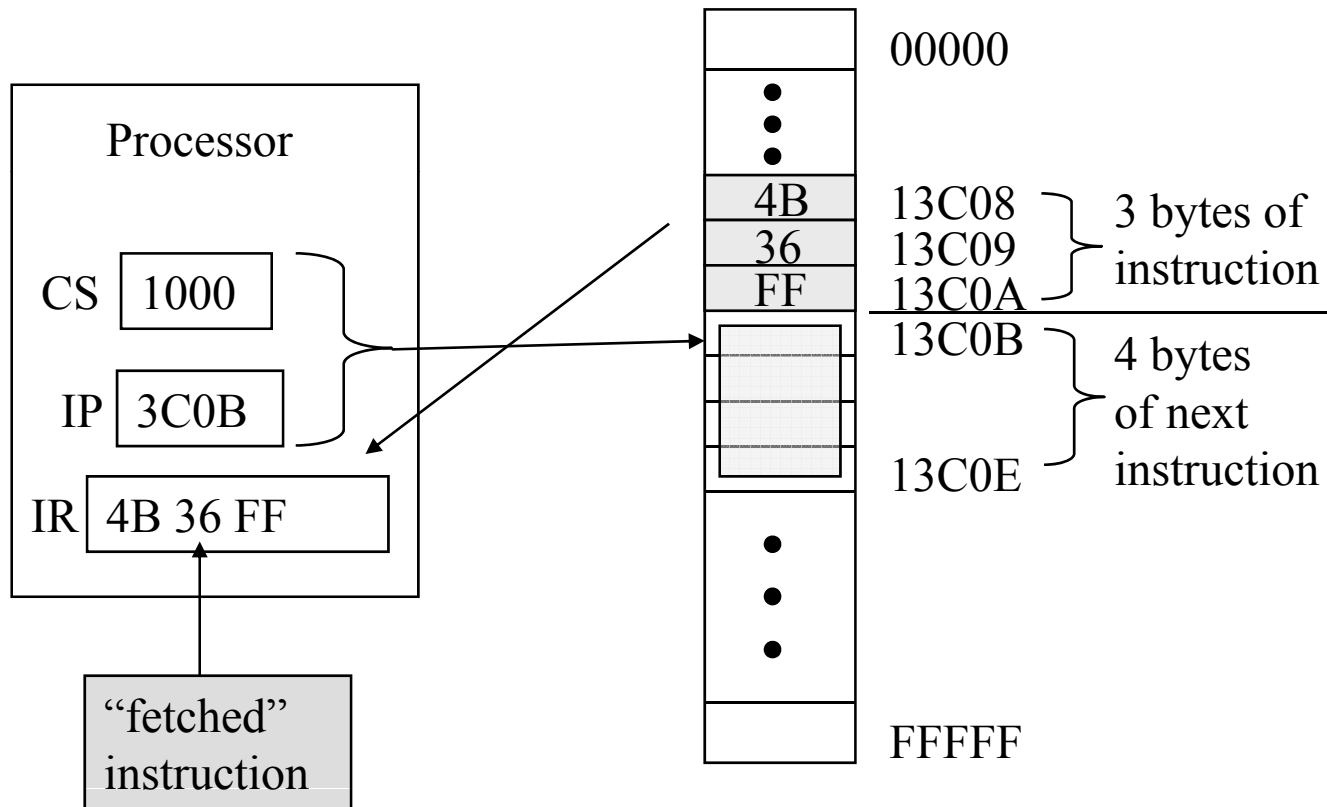 Processor
CS 1000
IP 3C0B
IR 4B 36 FF
“fetched”
instruction
00000
4B 13C08
36 13C09
FF 13C0A
3 bytes of
instruction
13C0B
13C0E
4 bytes
of next
instruction
FFFFF